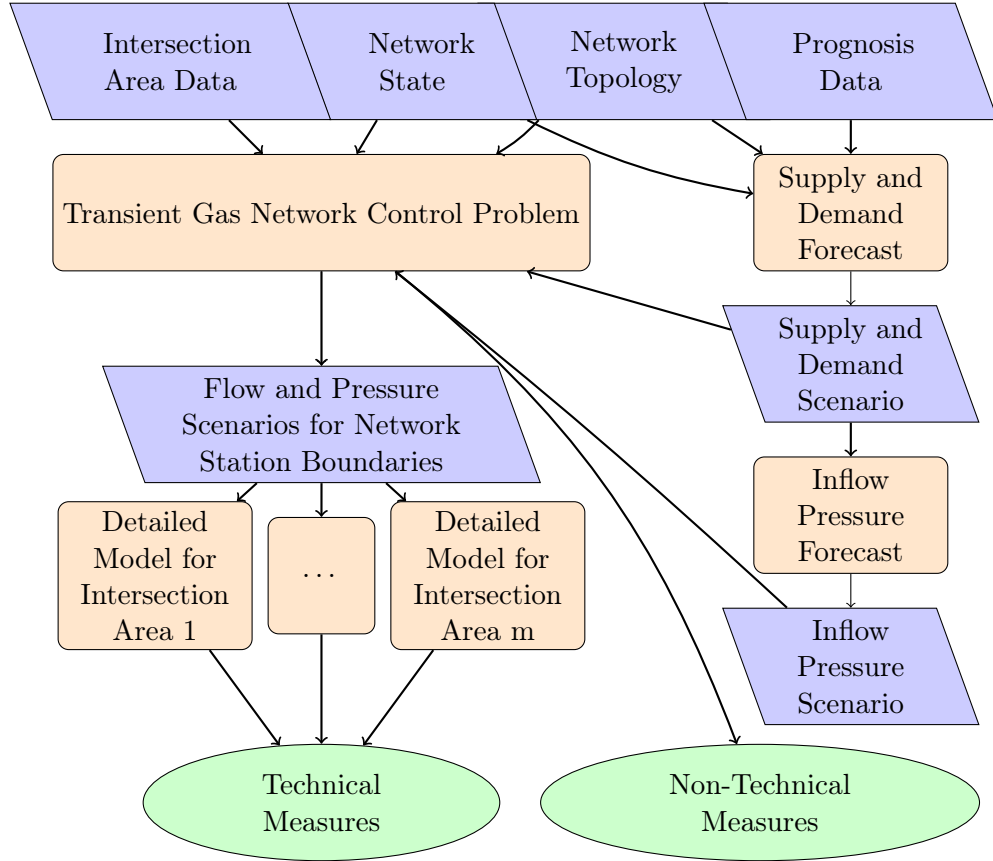 Intersection
Area Data
Network
State
Network
Topology
Prognosis
Data
Transient Gas Network Control Problem
Supply and
Demand
Forecast
Supply and
Demand
Scenario
Flow and Pressure
Scenarios for Network
Station Boundaries
Inflow
Pressure
Forecast
Detailed
Model for
Intersection
Area 1
...
Detailed
Model for
Intersection
Area m
Inflow
Pressure
Scenario
Technical
Measures
Non-Technical
Measures